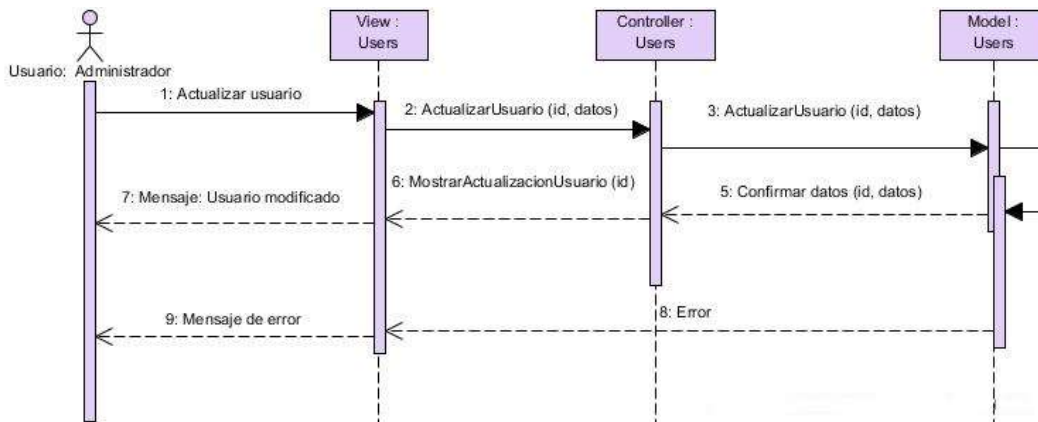 View :
Users
Controller :
Users
Model :
Users
Usuario: Administrador
1: Actualizar usuario
2: ActualizarUsuario (id, datos)
3: ActualizarUsuario (id, datos)
6: MostrarActualizacionUsuario (id)
5: Confirmar datos (id, datos)
7: Mensaje: Usuario modificado
8: Error
9: Mensaje de error